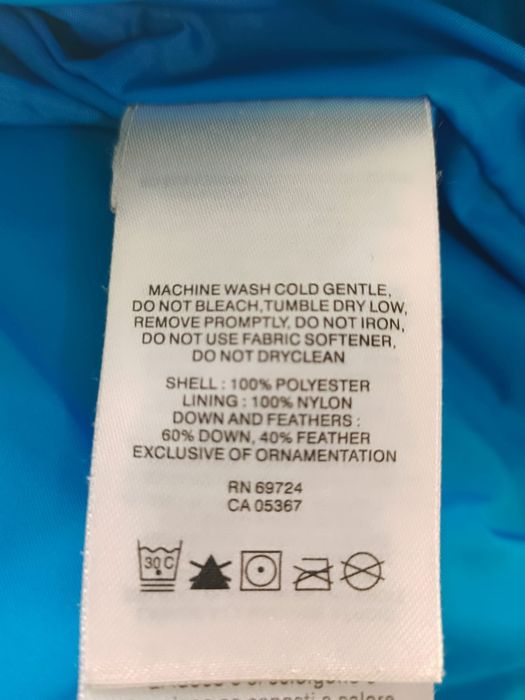 MACHINE WASH COLD GENTLE,
DO NOT BLEACH,TUMBLE DRY LOW,
REMOVE PROMPTLY, DO NOT IRON,
DO NOT USE FABRIC SOFTENER,
DO NOT DRYCLEAN
SHELL : 100% POLYESTER
LINING : 100% NYLON
DOWN AND FEATHERS :
60% DOWN, 40% FEATHER
EXCLUSIVE OF ORNAMENTATION
RN 69724
CA 05367
30 C